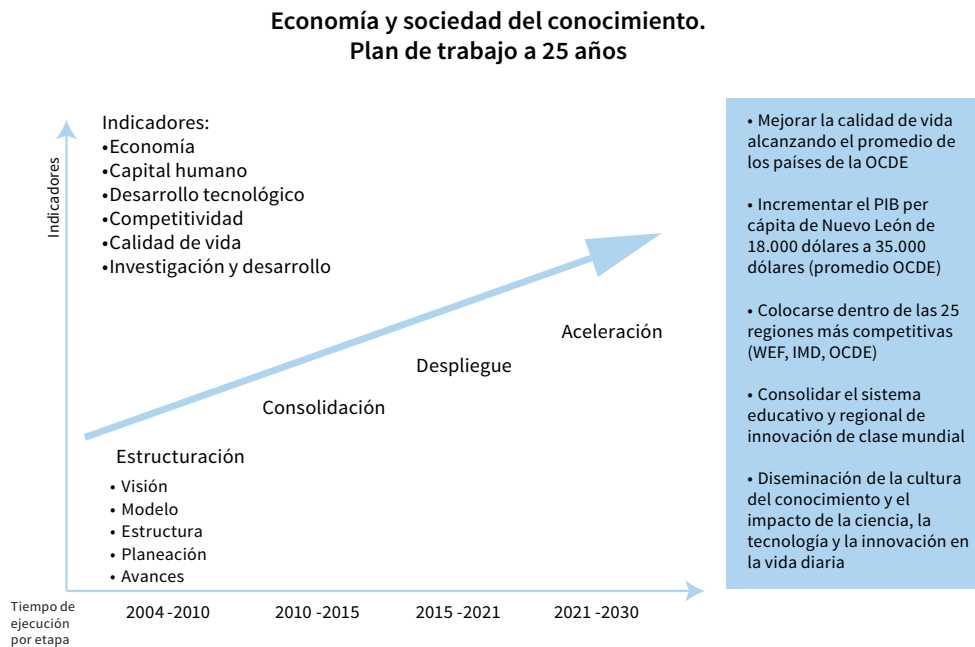 Economía y sociedad del conocimiento.
Plan de trabajo a 25 años
Indicadores
Indicadores:
•Economía
•Capital humano
•Desarrollo tecnológico
•Competitividad
•Calidad de vida
•Investigación y desarrollo
Aceleración
Despliegue
Consolidación
Estructuración
• Visión
• Modelo
• Estructura
• Planeación
• Avances
Tiempo de
ejecución
por etapa
2004 -2010
2010 -2015
2015 -2021
2021 -2030
• Mejorar la calidad de vida
alcanzando el promedio de
los países de la OCDE
• Incrementar el PIB per
cápita de Nuevo León de
18.000 dólares a 35.000
dólares (promedio OCDE)
• Colocarse dentro de las 25
regiones más competitivas
(WEF, IMD, OCDE)
• Consolidar el sistema
educativo y regional de
innovación de clase mundial
• Diseminación de la cultura
del conocimiento y el
impacto de la ciencia, la
tecnología y la innovación en
la vida diaria